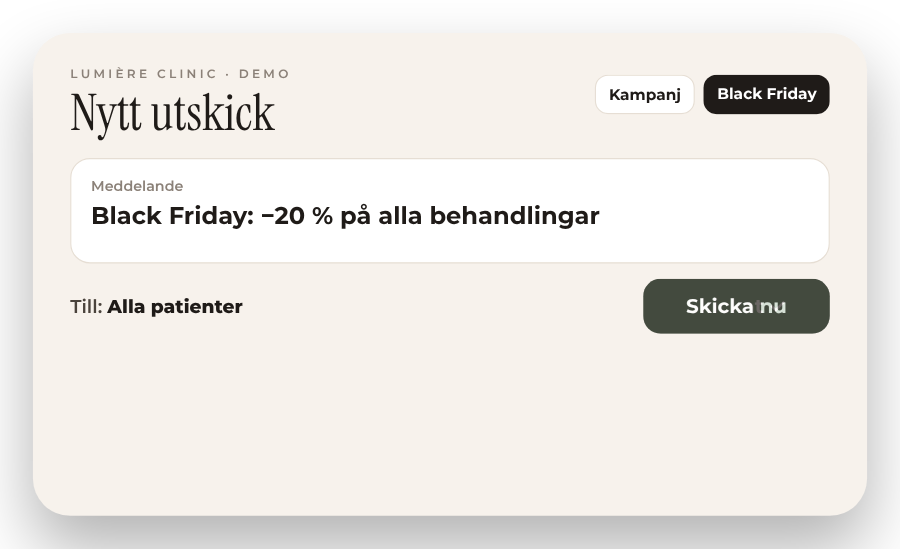 LUMIÈRE CLINIC · DEMO
Nytt utskick
Kampanj
Black Friday
Meddelande
Black Friday: −20 % på alla behandlingar
Till: Alla patienter
Skicka nu